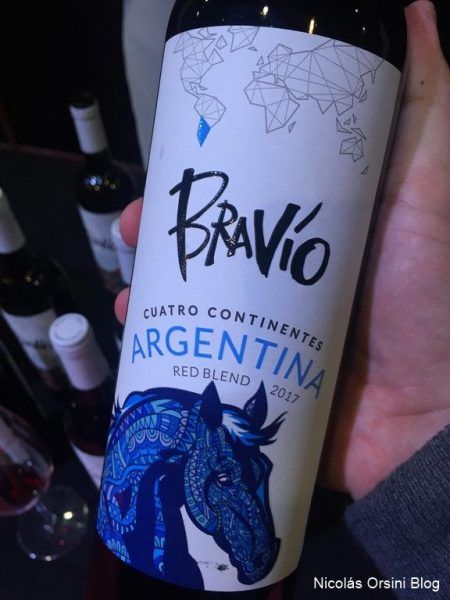 BRAVÍO
CUATRO CONTINENTES
ARGENTINA
RED BLEND 2017
Nicolás Orsini Blog